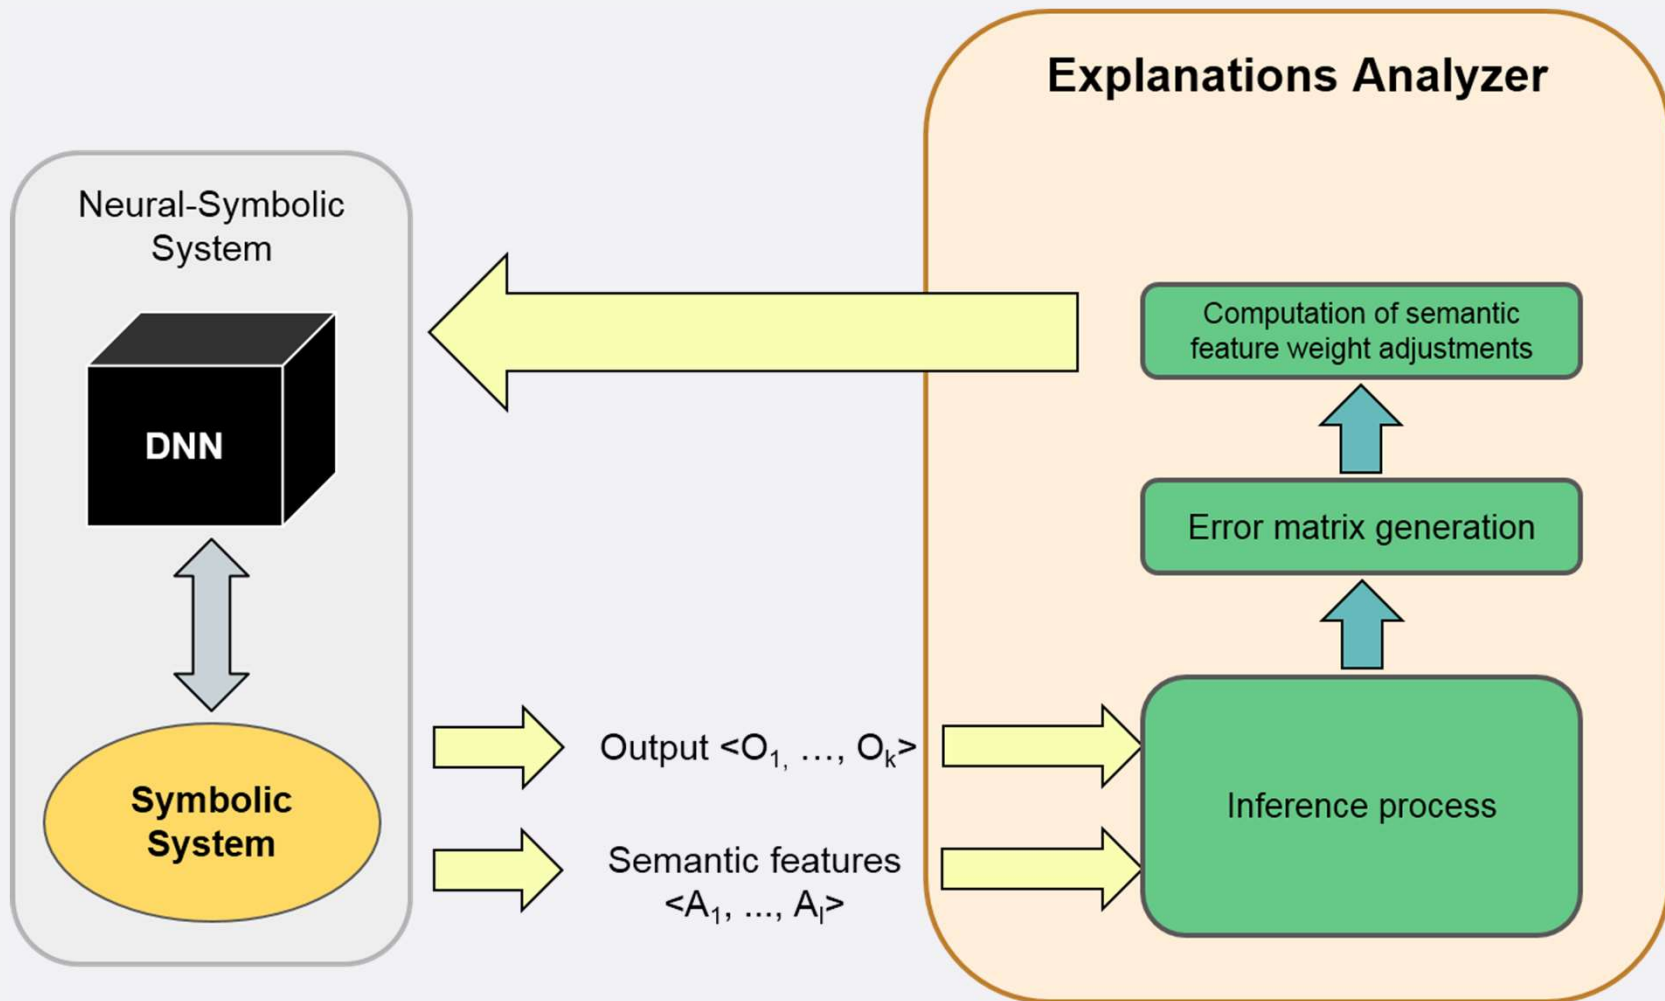 Explanations Analyzer
Neural-Symbolic
System
DNN
Symbolic
System
Output <O₁, …, Oₖ>
Semantic features
<A₁, ..., Aₗ>
Computation of semantic
feature weight adjustments
Error matrix generation
Inference process